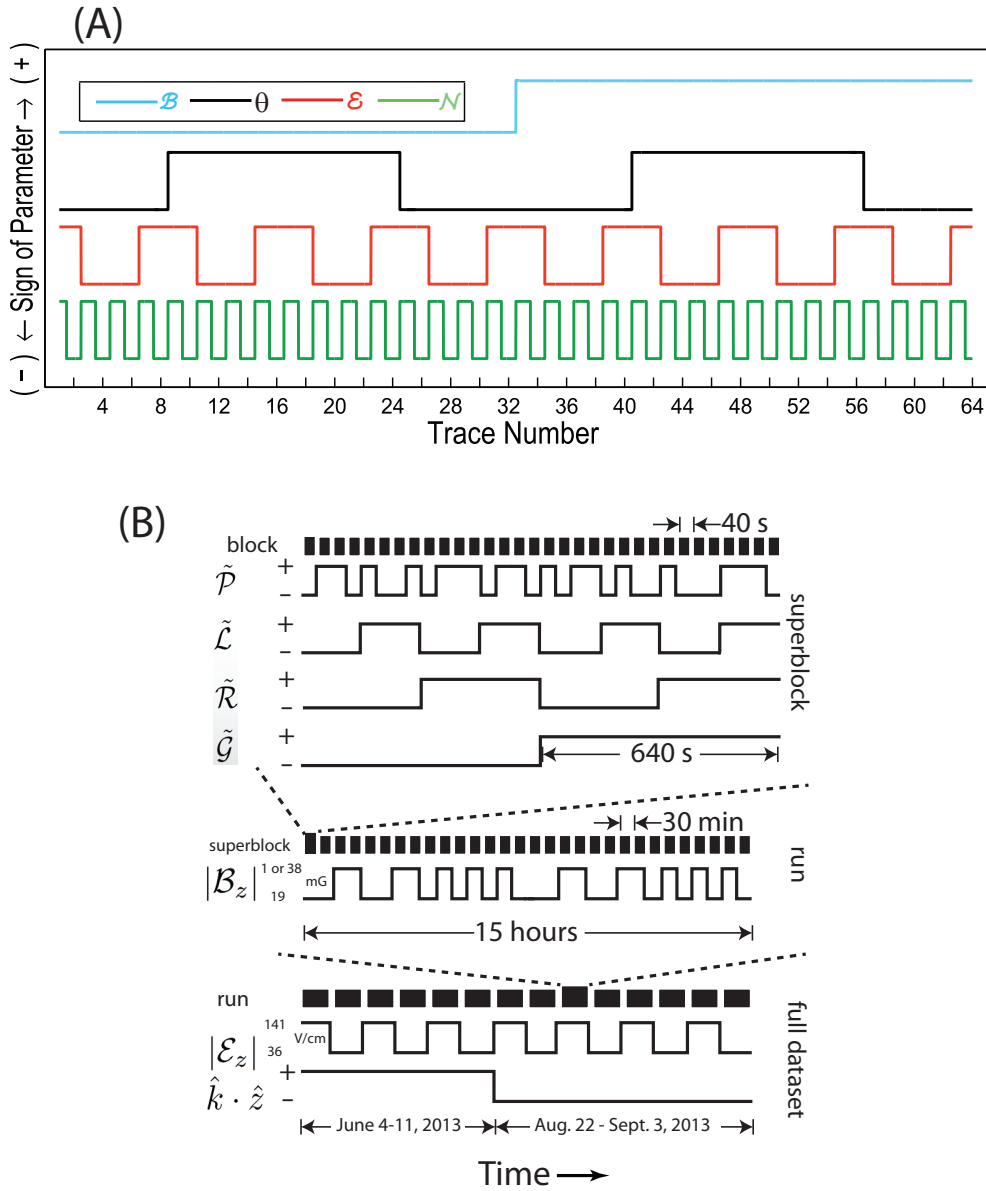 (A)
(-) ← Sign of Parameter → (+)
ℬ θ ℰ 𝒩
4 8 12 16 20 24 28 32 36 40 44 48 52 56 60 64
Trace Number
(B)
40 s
block
𝒫̃ + –
ℒ̃ + –
ℛ̃ + –
𝒢̃ + –
640 s
superblock
30 min
superblock
|ℬ_z| 1 or 38 mG 19
15 hours
run
run
|ℰ_z| 141 V/cm 36
k̂ · ẑ + –
June 4-11, 2013 Aug. 22 - Sept. 3, 2013
full dataset
Time